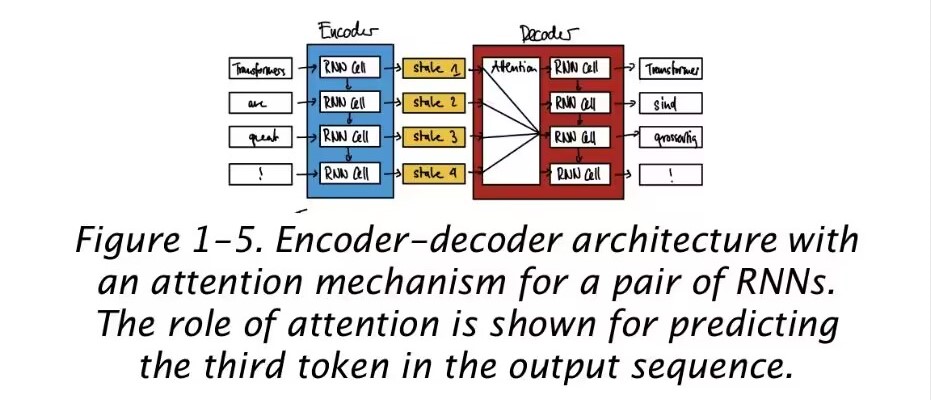 Encoder Decoder
Transformers RNN Cell state 1 Attention RNN Cell Transformer
are RNN Cell state 2 RNN Cell sind
great RNN Cell state 3 RNN Cell grossartig
! RNN Cell state 4 RNN Cell !
Figure 1-5. Encoder-decoder architecture with
an attention mechanism for a pair of RNNs.
The role of attention is shown for predicting
the third token in the output sequence.